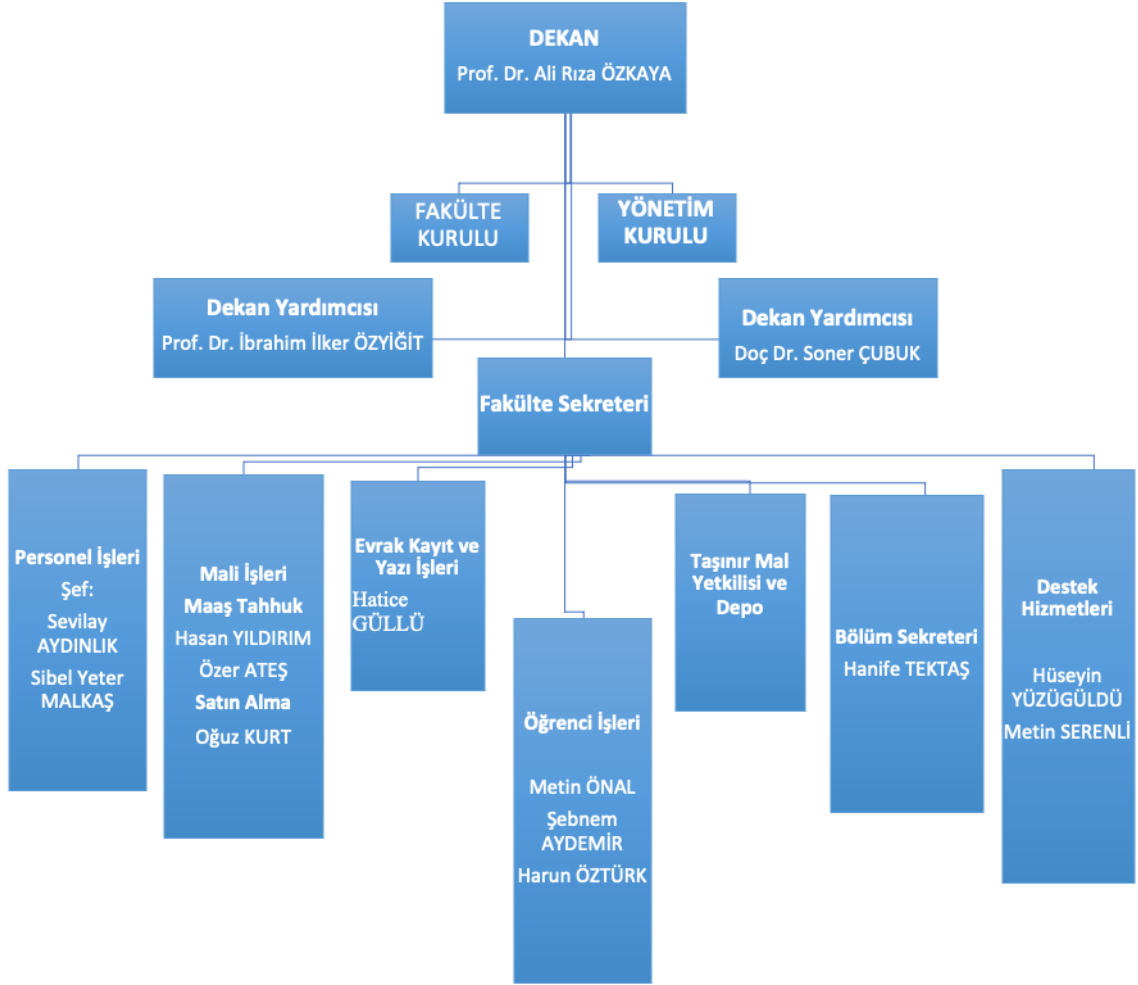 DEKAN
Prof. Dr. Ali Rıza ÖZKAYA
FAKÜLTE
KURULU
YÖNETİM
KURULU
Dekan Yardımcısı
Prof. Dr. İbrahim İlker ÖZYİĞİT
Dekan Yardımcısı
Doç Dr. Soner ÇUBUK
Fakülte Sekreteri
Personel İşleri
Şef:
Sevilay
AYDINLIK
Sibel Yeter
MALKAŞ
Mali İşleri
Maaş Tahhuk
Hasan YILDIRIM
Özer ATEŞ
Satın Alma
Oğuz KURT
Evrak Kayıt ve
Yazı İşleri
Hatice
GÜLLÜ
Öğrenci İşleri
Metin ÖNAL
Şebnem
AYDEMİR
Harun ÖZTÜRK
Taşınır Mal
Yetkilisi ve
Depo
Bölüm Sekreteri
Hanife TEKTAŞ
Destek
Hizmetleri
Hüseyin
YÜZÜGÜLDÜ
Metin SERENLİ